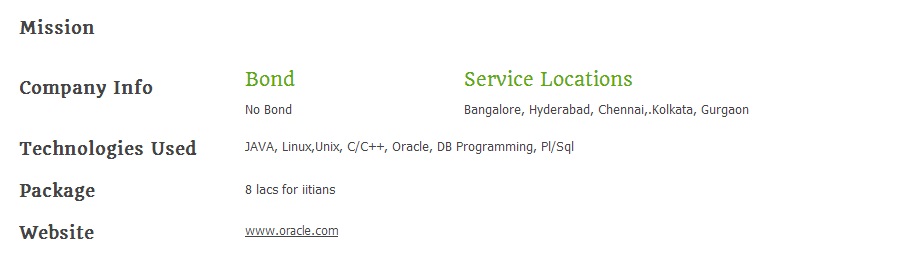 Mission
Company Info
Bond
Service Locations
No Bond
Bangalore, Hyderabad, Chennai,.Kolkata, Gurgaon
Technologies Used
JAVA, Linux,Unix, C/C++, Oracle, DB Programming, Pl/Sql
Package
8 lacs for iitians
Website
www.oracle.com